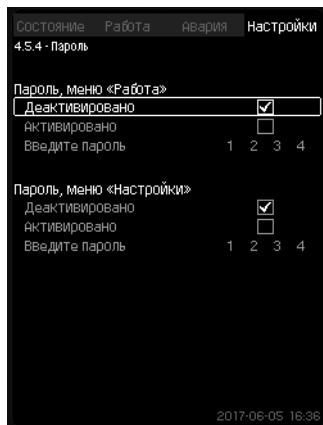 Состояние Работа Авария Настройки
4.5.4 - Пароль
Пароль, меню «Работа»
Деактивировано
Активировано
Введите пароль 1 2 3 4
Пароль, меню «Настройки»
Деактивировано
Активировано
Введите пароль 1 2 3 4
2017-06-05 16:36